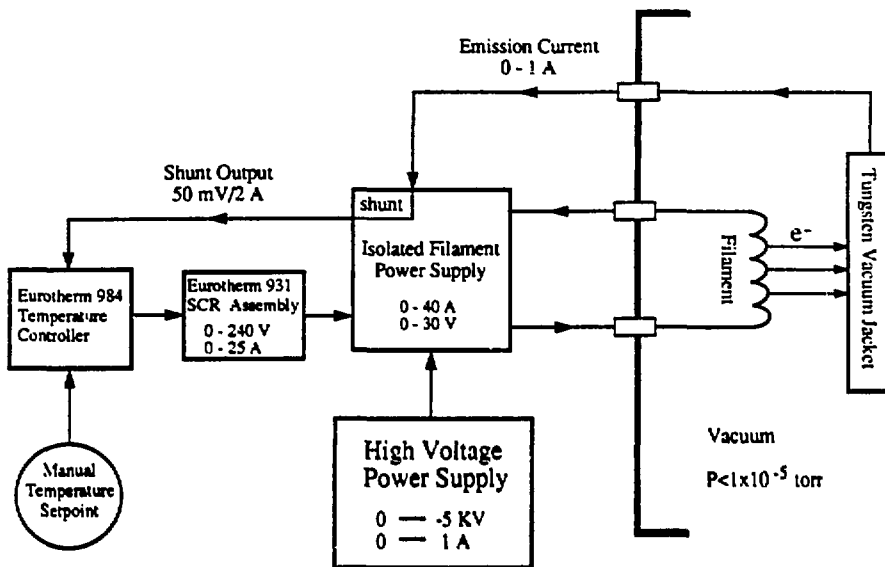 Emission Current
0 - 1 A
Shunt Output
50 mV/2 A
shunt
Isolated Filament
Power Supply
0 - 40 A
0 - 30 V
Eurotherm 984
Temperature
Controller
Eurotherm 931
SCR Assembly
0 - 240 V
0 - 25 A
Manual
Temperature
Setpoint
High Voltage
Power Supply
0 — -5 KV
0 — 1 A
Filament
e-
Tungsten Vacuum Jacket
Vacuum
P<1x10-5 torr